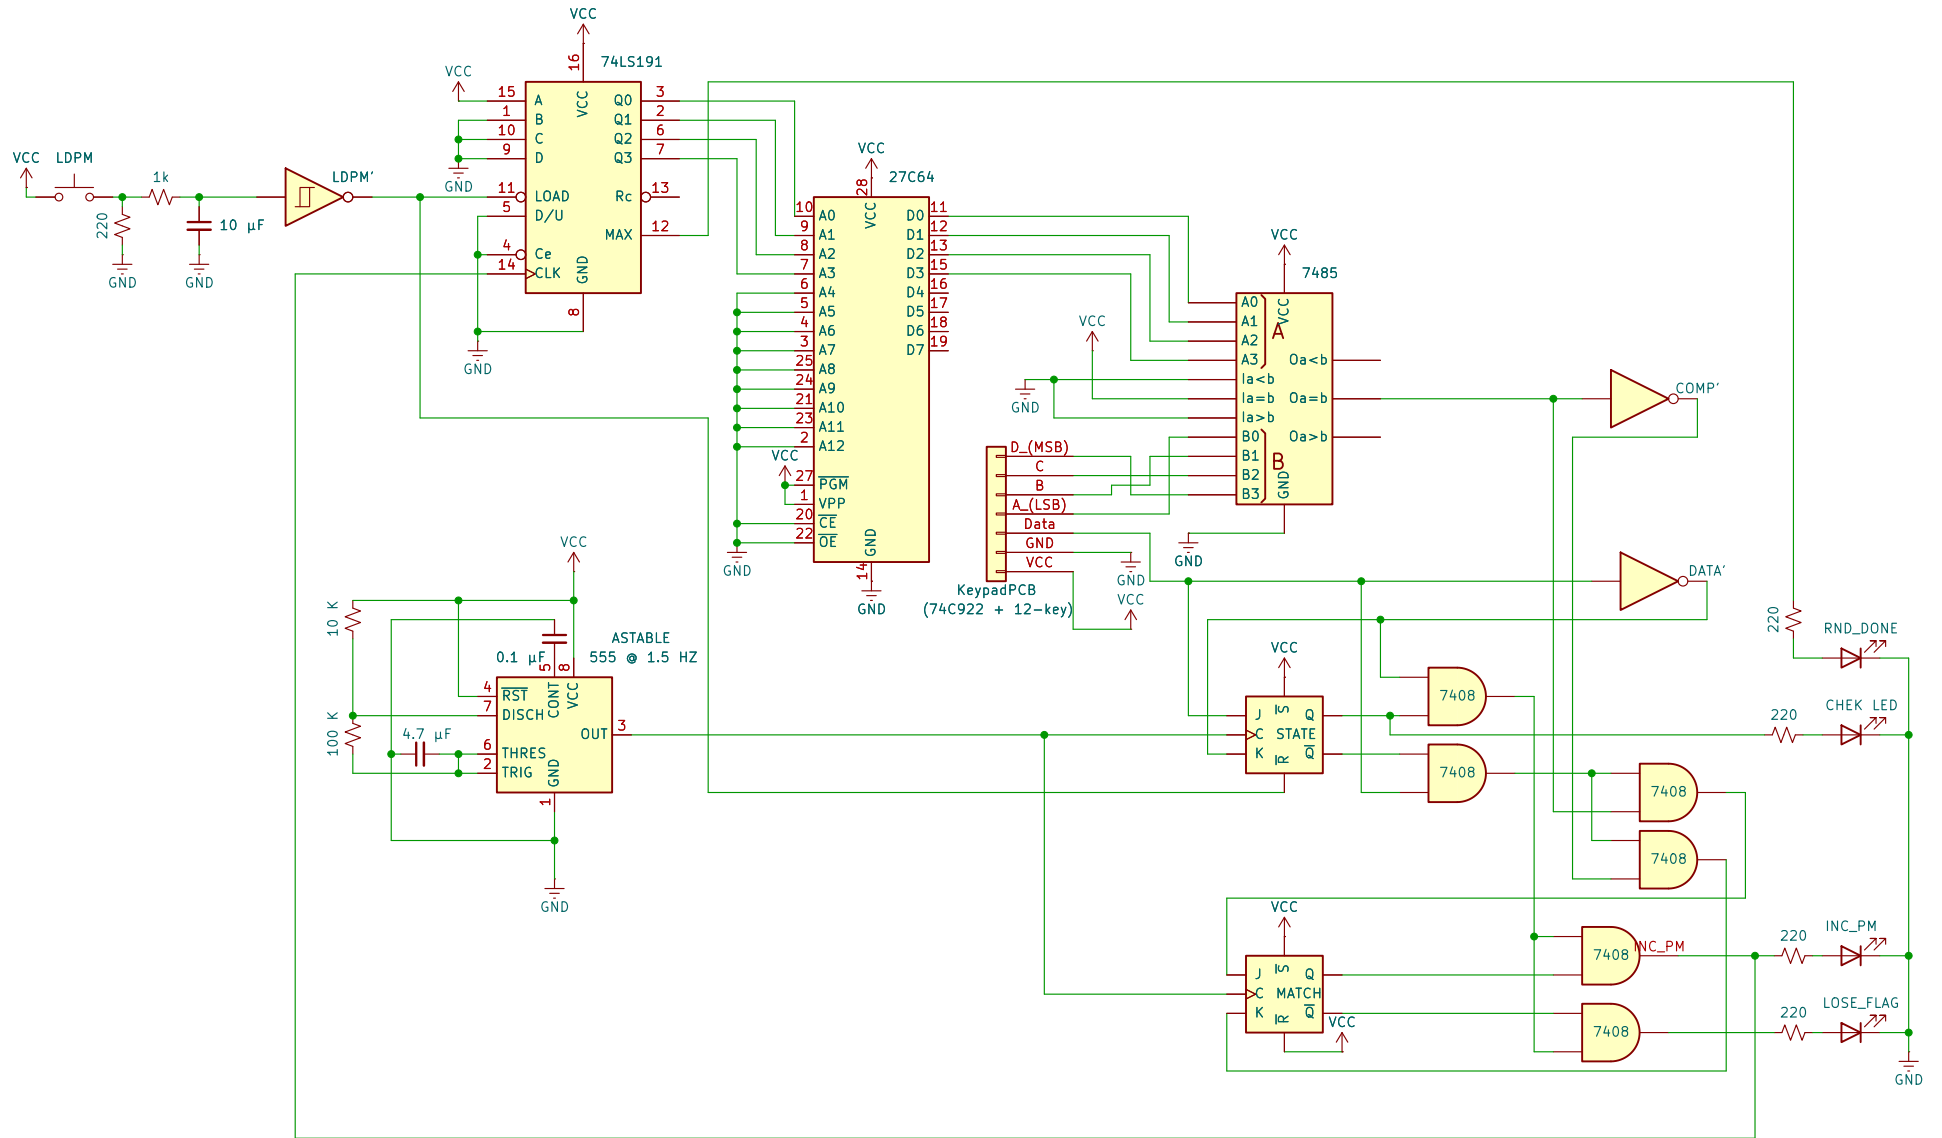 VCC
74LS191
16
VCC
15
A
VCC
Q0
3
1
B
Q1
2
10
C
Q2
6
9
D
Q3
7
GND
11
LOAD
Rc
13
5
D/U
MAX
12
4
Ce
14
CLK
GND
8
GND
VCC
LDPM
1k
LDPM'
220
10 µF
GND
GND
VCC
27C64
28
VCC
10
A0
D0
11
9
A1
D1
12
8
A2
D2
13
7
A3
D3
15
6
A4
D4
16
5
A5
D5
17
4
A6
D6
18
3
A7
D7
19
25
A8
24
A9
21
A10
23
A11
2
A12
VCC
27
PGM
1
VPP
20
CE
22
OE
GND
14
GND
GND
VCC
7485
VCC
A0
A1
A
A2
A3
Oa<b
Ia<b
Ia=b
Oa=b
Ia>b
B0
Oa>b
B1
B
B2
B3
GND
GND
VCC
GND
D_(MSB)
C
B
A_(LSB)
Data
GND
VCC
KeypadPCB
(74C922 + 12-key)
GND
VCC
COMP'
DATA'
VCC
ASTABLE
555 @ 1.5 HZ
10 K
0.1 µF
5
8
4
RST
CONT
VCC
7
DISCH
100 K
4.7 µF
OUT
3
6
THRES
2
TRIG
GND
1
GND
VCC
S
J
Q
C
STATE
K
Q
R
7408
7408
7408
7408
220
RND_DONE
220
CHEK LED
VCC
S
J
Q
C
MATCH
K
Q
R
VCC
7408
INC_PM
220
INC_PM
7408
220
LOSE_FLAG
GND